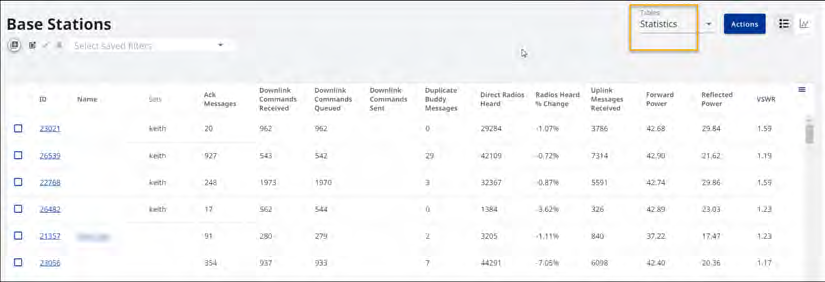 Base Stations
Tables
Statistics
Actions
Select Saved Filters
ID Name Sets Ack Messages Downlink Commands Received Downlink Commands Queued Downlink Commands Sent Duplicate Buddy Messages Direct Radios Heard Radios Heard % Change Uplink Messages Received Forward Power Reflected Power VSWR
23021 keith 20 962 962 0 29284 -1.07% 3786 42.68 29.84 1.59
26539 keith 927 543 542 29 42109 -0.72% 7314 42.90 21.62 1.19
22768 keith 248 1973 1970 3 32367 -0.87% 5591 42.74 29.86 1.59
26482 keith 17 562 544 0 1384 -3.62% 326 42.89 23.03 1.23
21357 91 280 279 2 3205 -1.11% 840 37.22 17.47 1.23
23056 354 937 933 7 44291 -7.05% 6098 42.40 20.36 1.17